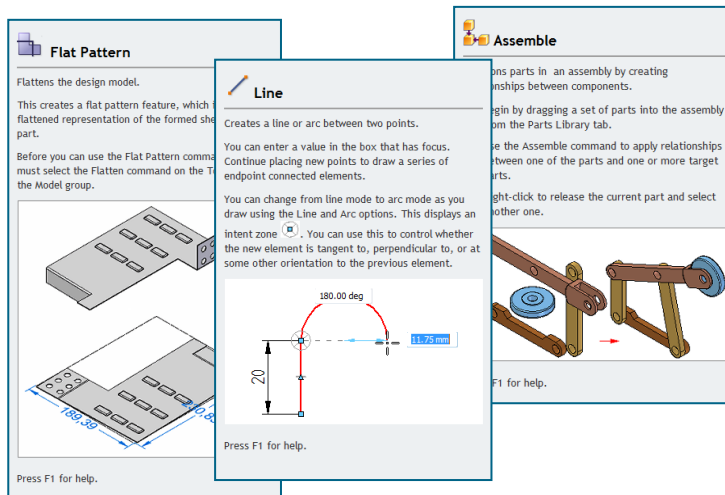 Flat Pattern
Flattens the design model.
This creates a flat pattern feature, which
flattened representation of the formed
part.
Before you can use the Flat Pattern
must select the Flatten command on the
the Model group.
189,39
Press F1 for help.
Line
Creates a line or arc between two points.
You can enter a value in the box that has focus.
Continue placing new points to draw a series of
endpoint connected elements.
You can change from line mode to arc mode as you
draw using the Line and Arc options. This displays an
intent zone . You can use this to control whether
the new element is tangent to, perpendicular to, or at
some other orientation to the previous element.
180.00 deg
11.75 mm
20
Press F1 for help.
Assemble
ons parts in an assembly by creating
onships between components.
egin by dragging a set of parts into the assembly
om the Parts Library tab.
se the Assemble command to apply relationships
etween one of the parts and one or more target
arts.
ght-click to release the current part and select
nother one.
F1 for help.